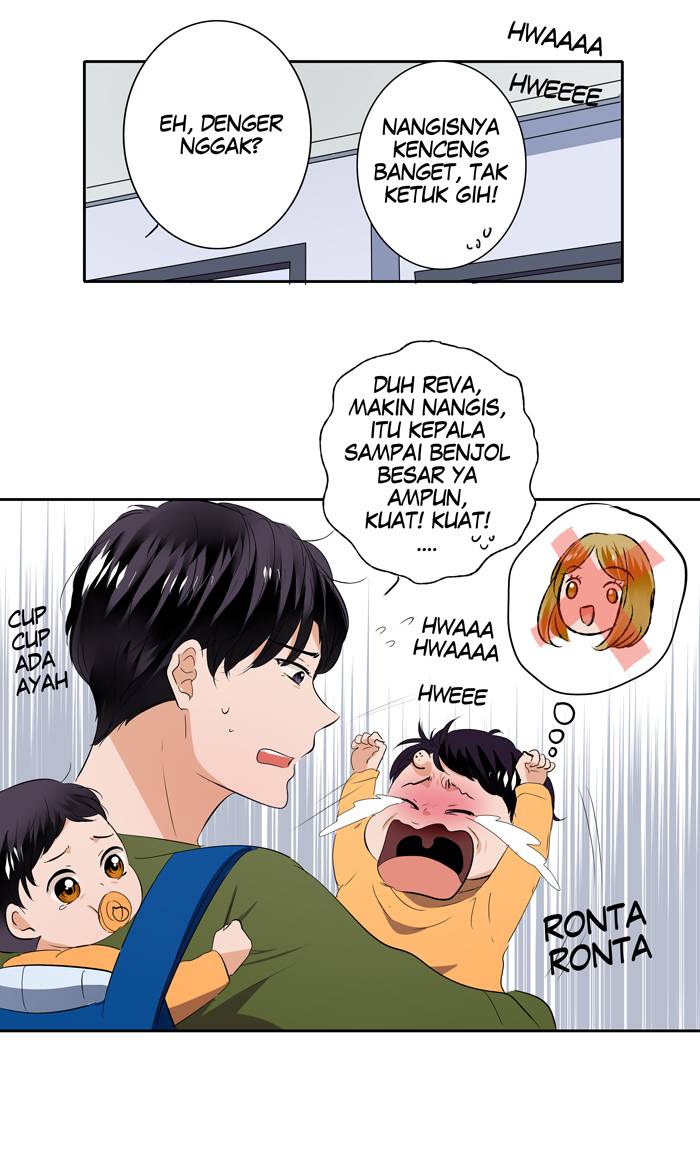 HWAAAA
HWEEEE
EH, DENGER
NGGAK?
NANGISNYA
KENCENG
BANGET, TAK
KETUK GIH!
DUH REVA,
MAKIN NANGIS,
ITU KEPALA
SAMPAI BENJOL
BESAR YA
AMPUN,
KUAT! KUAT!
....
CUP
CUP
ADA
AYAH
HWAAA
HWAAAA
HWEEE
RONTA
RONTA